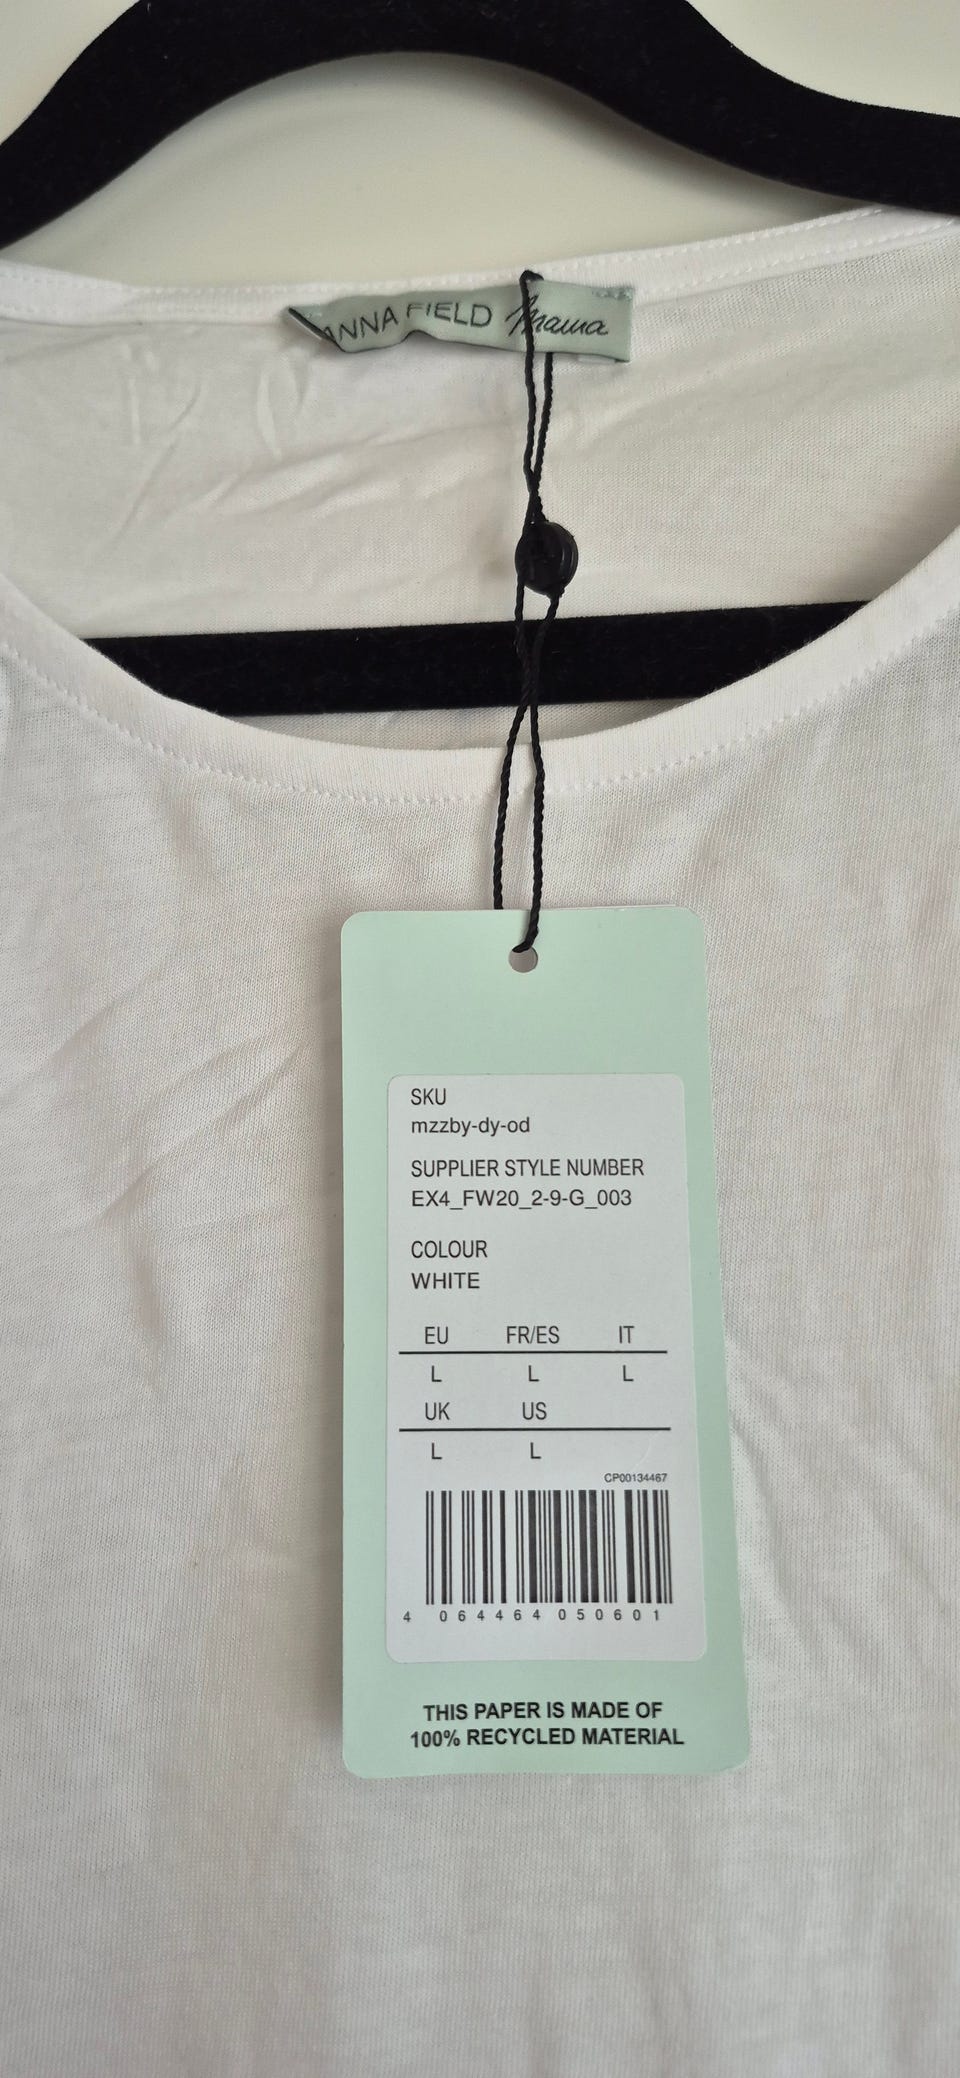 ANNA FIELD mama
SKU
mzzby-dy-od
SUPPLIER STYLE NUMBER
EX4_FW20_2-9-G_003
COLOUR
WHITE
EU FR/ES IT
L L L
UK US
L L
CP00134467
4 064464 050601
THIS PAPER IS MADE OF
100% RECYCLED MATERIAL